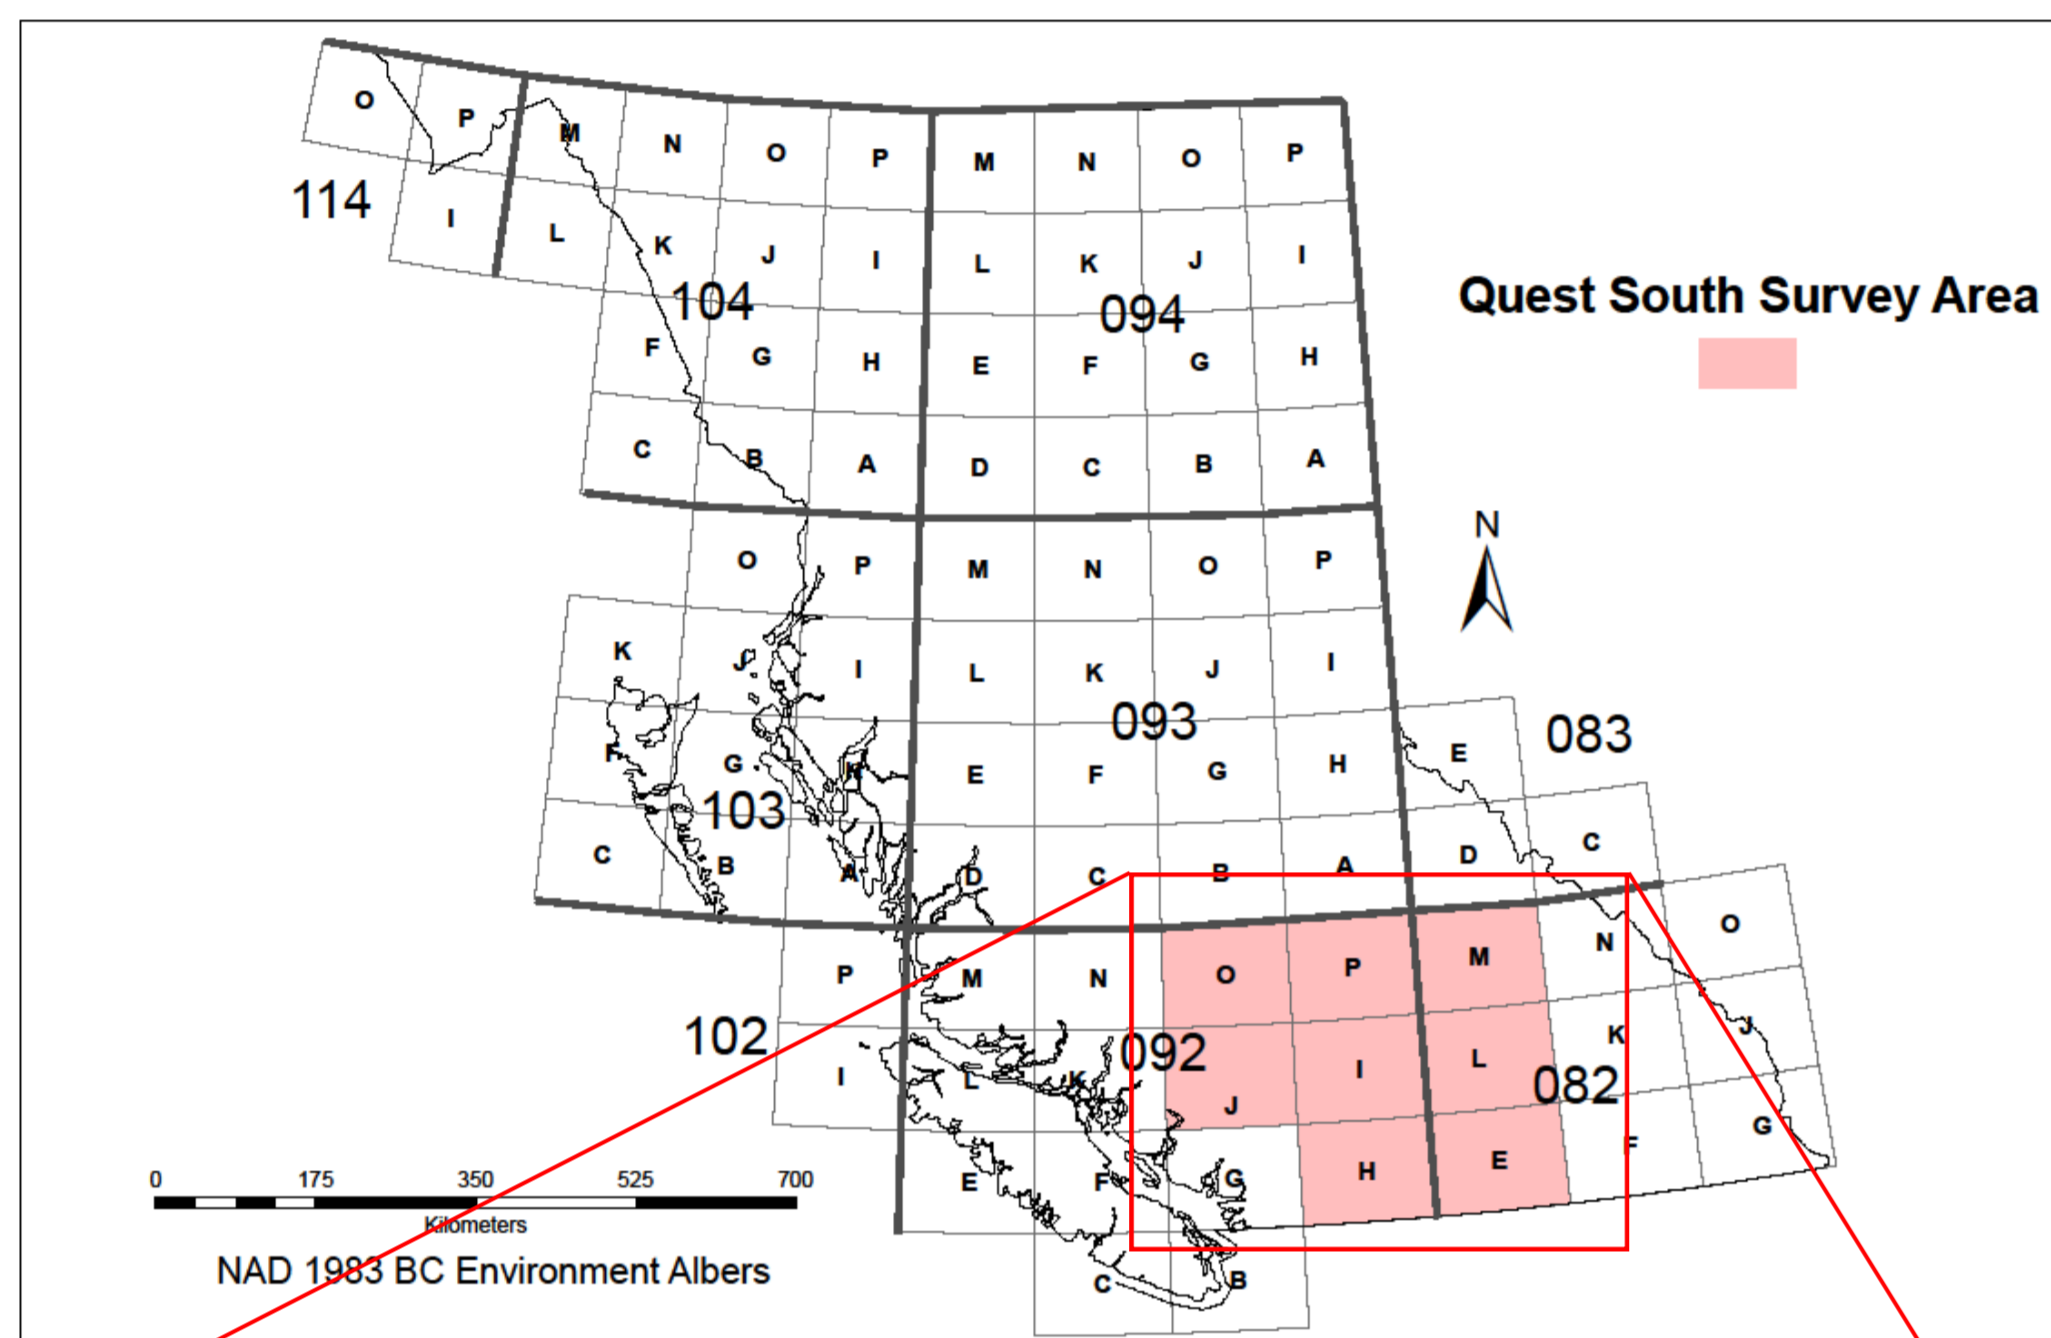 O P M N O P M N O P
114
I L K J I L K J I
104
094
Quest South Survey Area
F G H E F G H
C B A D C B A
N
O P M N O P
K J I L K J I
093
083
F G H E F G H E
103
C B A D C B A D C
P M N O P M N O
102
092
I L K J I L K J
082
E F G H E F G
0 175 350 525 700
Kilometers
NAD 1983 BC Environment Albers
C B